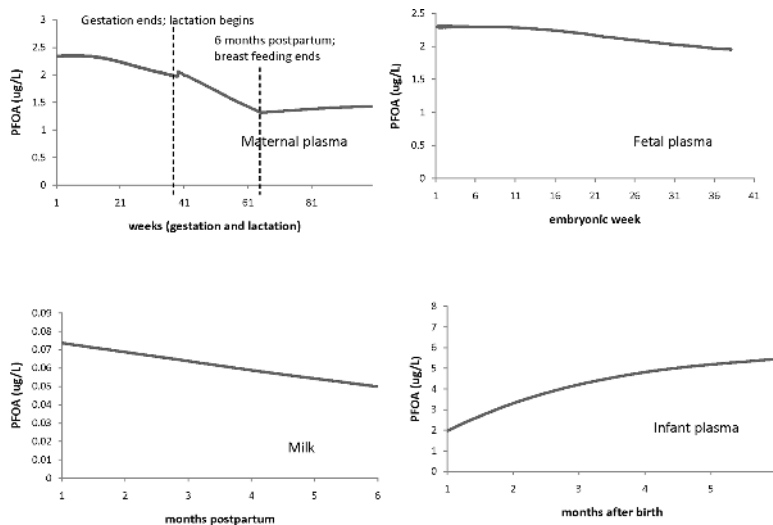 Gestation ends; lactation begins
6 months postpartum;
breast feeding ends
PFOA (ug/L)
3
2.5
2
1.5
1
0.5
0
Maternal plasma
1 21 41 61 81
weeks (gestation and lactation)
PFOA (ug/L)
2.5
2
1.5
1
0.5
0
Fetal plasma
1 6 11 16 21 26 31 36 41
embryonic week
PFOA (ug/L)
0.09
0.08
0.07
0.06
0.05
0.04
0.03
0.02
0.01
0
Milk
1 2 3 4 5 6
months postpartum
PFOA (ug/L)
8
7
6
5
4
3
2
1
0
Infant plasma
1 2 3 4 5
months after birth